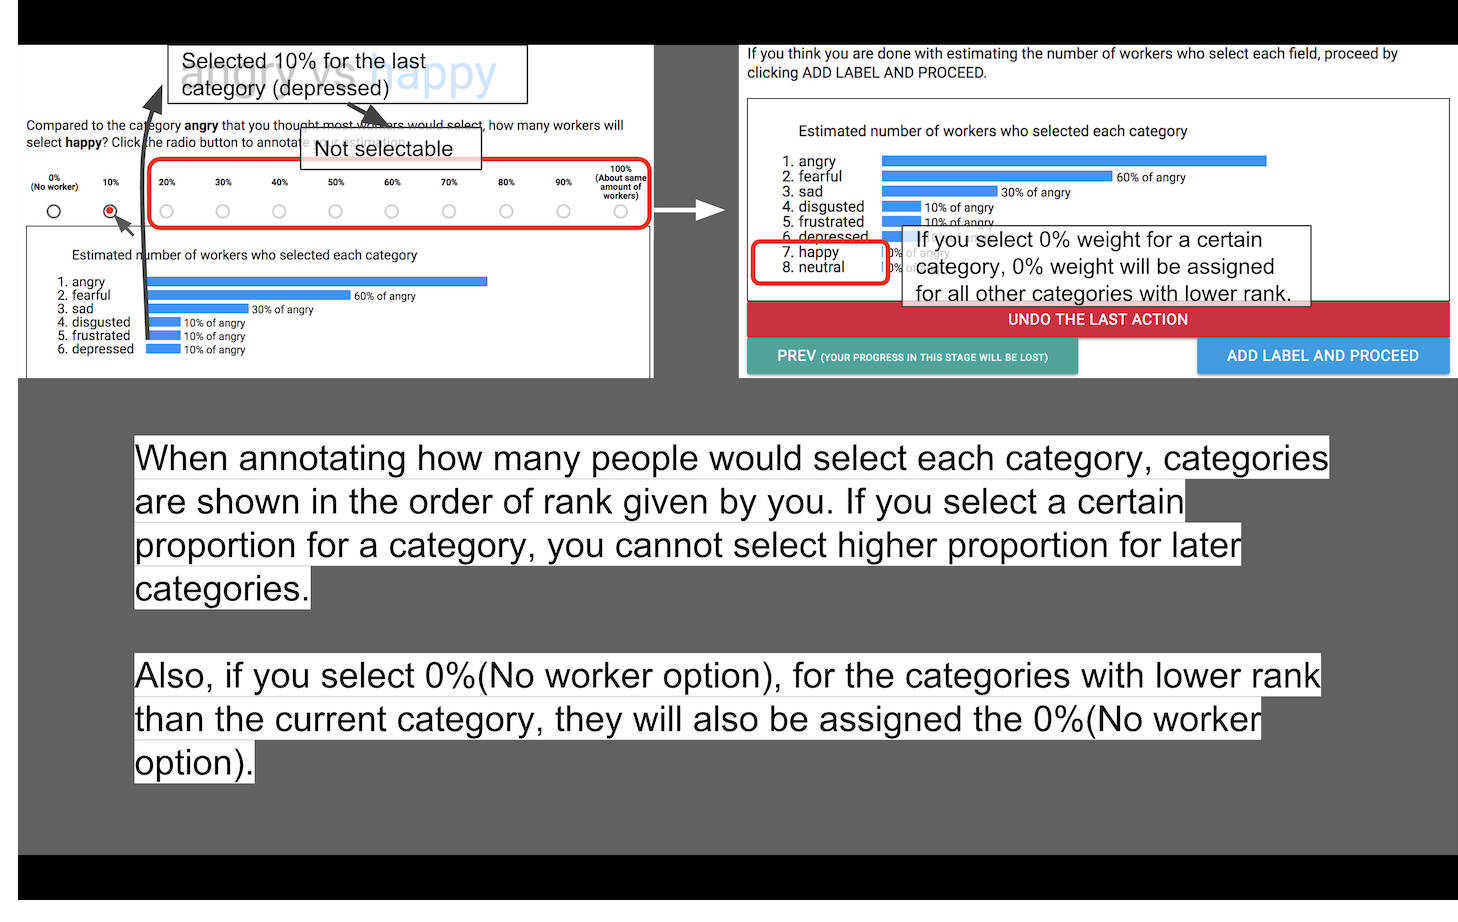 angry vs happy
Selected 10% for the last
category (depressed)
Compared to the category angry that you thought most workers would select, how many workers will
select happy? Click the radio button to annotate
Not selectable
0%
(No worker)
10%
20%
30%
40%
50%
60%
70%
80%
90%
100%
(About same
amount of
workers)
Estimated number of workers who selected each category
1. angry
2. fearful 60% of angry
3. sad 30% of angry
4. disgusted 10% of angry
5. frustrated 10% of angry
6. depressed 10% of angry
If you think you are done with estimating the number of workers who select each field, proceed by
clicking ADD LABEL AND PROCEED.
Estimated number of workers who selected each category
1. angry
2. fearful 60% of angry
3. sad 30% of angry
4. disgusted 10% of angry
5. frustrated 10% of angry
6. depressed
7. happy 0% of angry
8. neutral 0% of
If you select 0% weight for a certain
category, 0% weight will be assigned
for all other categories with lower rank.
UNDO THE LAST ACTION
PREV (YOUR PROGRESS IN THIS STAGE WILL BE LOST)
ADD LABEL AND PROCEED
When annotating how many people would select each category, categories
are shown in the order of rank given by you. If you select a certain
proportion for a category, you cannot select higher proportion for later
categories.
Also, if you select 0%(No worker option), for the categories with lower rank
than the current category, they will also be assigned the 0%(No worker
option).